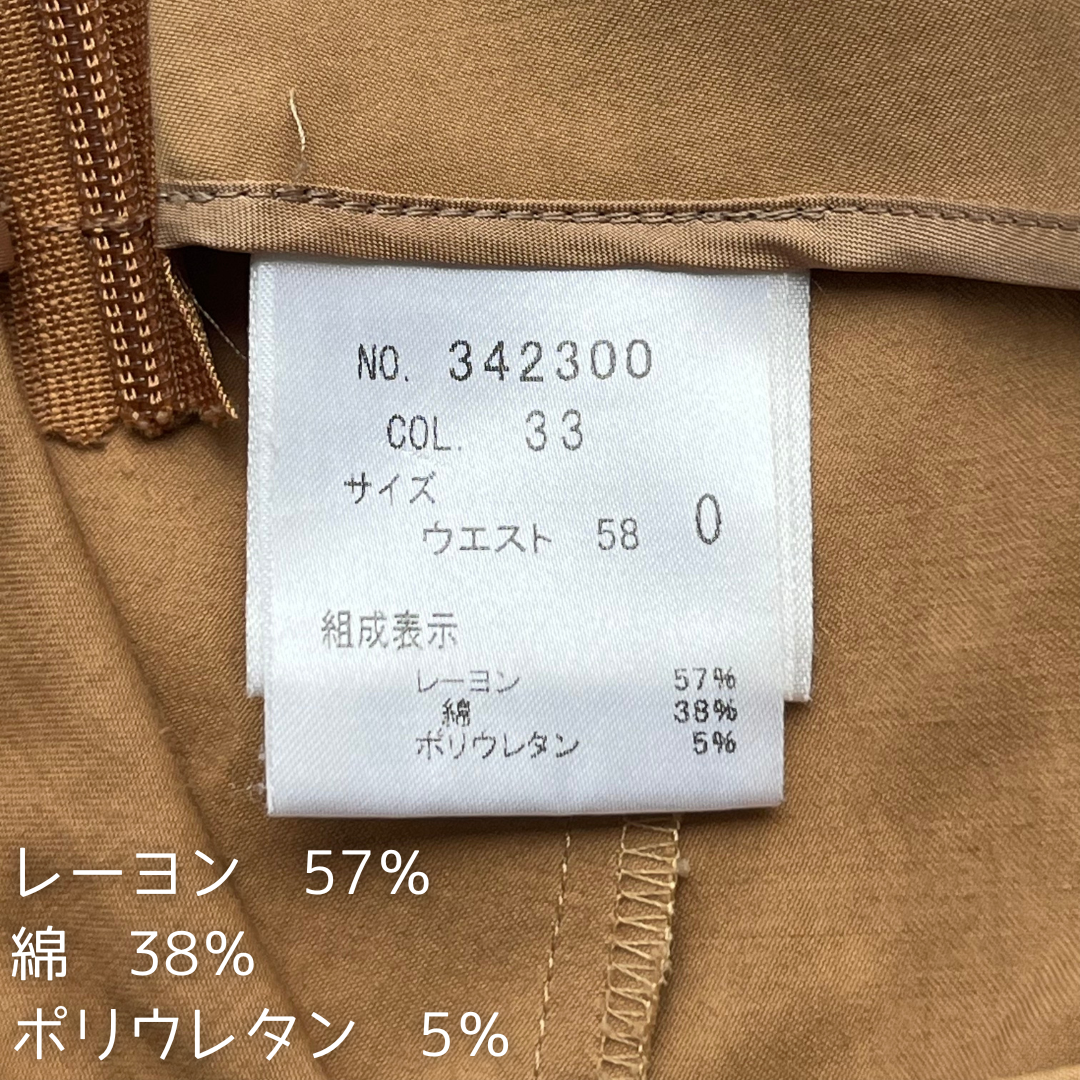 NO. 342300
COL. 33
サイズ
ウエスト 58 0
組成表示
レーヨン 57%
綿 38%
ポリウレタン 5%
レーヨン 57%
綿 38%
ポリウレタン 5%